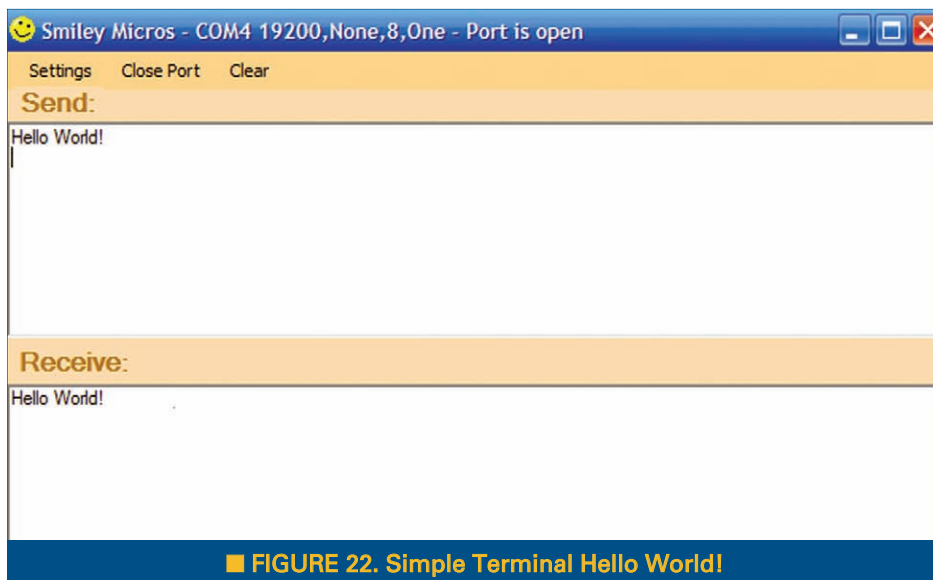 Smiley Micros - COM4 19200,None,8,One - Port is open
Settings Close Port Clear
Send:
Hello World!
Receive:
Hello World!
■ FIGURE 22. Simple Terminal Hello World!